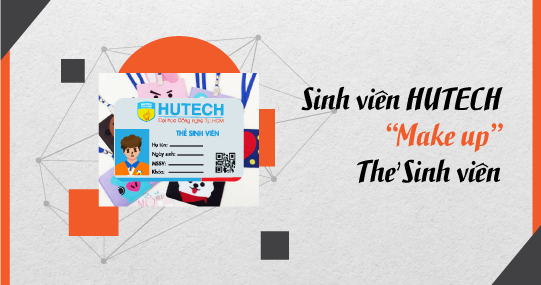 HUTECH
Đại học Công nghệ Tp.HCM
THẺ SINH VIÊN
Họ tên:
Ngày sinh:
MSSV:
Khóa:
Sinh viên HUTECH
“Make up”
Thẻ Sinh viên